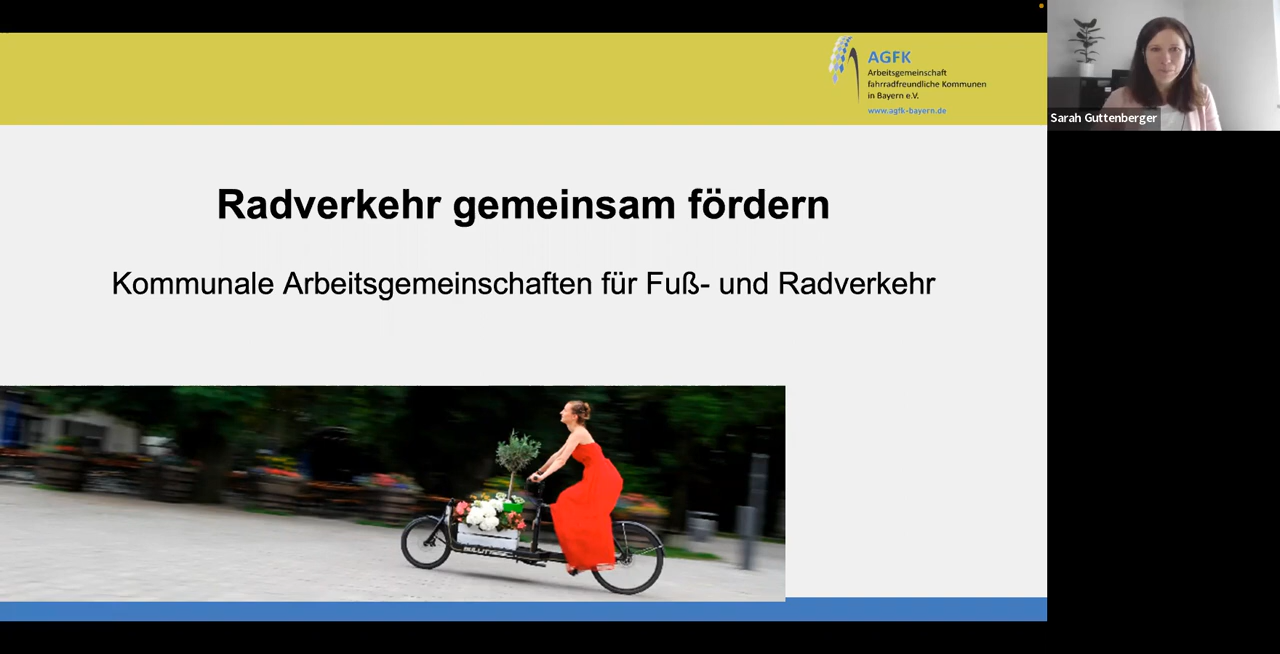 AGFK
Arbeitsgemeinschaft
fahrradfreundliche Kommunen
in Bayern e.V.
www.agfk-bayern.de
Sarah Guttenberger
Radverkehr gemeinsam fördern
Kommunale Arbeitsgemeinschaften für Fuß- und Radverkehr